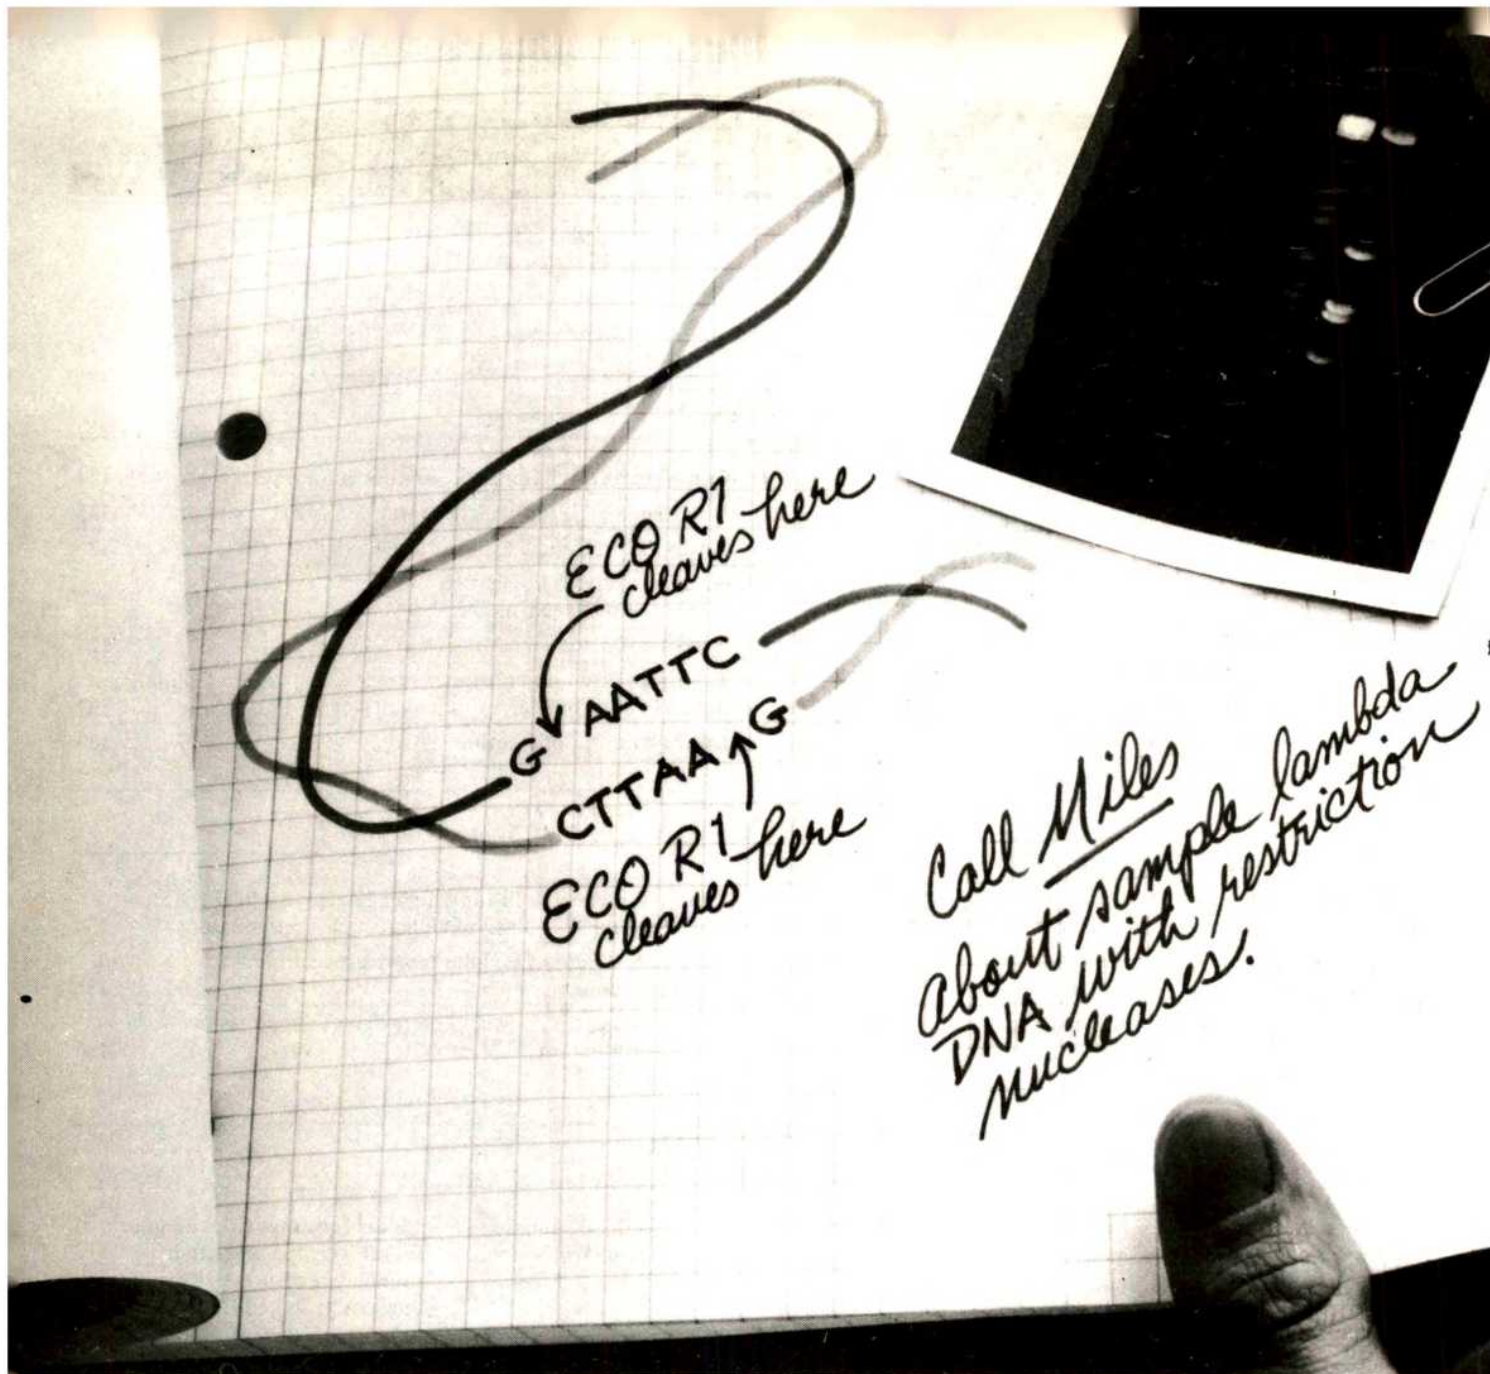 ECO R1
cleaves here
G AATTC
CTTAA G
ECO R1
cleaves here
Call Miles
about sample lambda
DNA with restriction
nucleases.